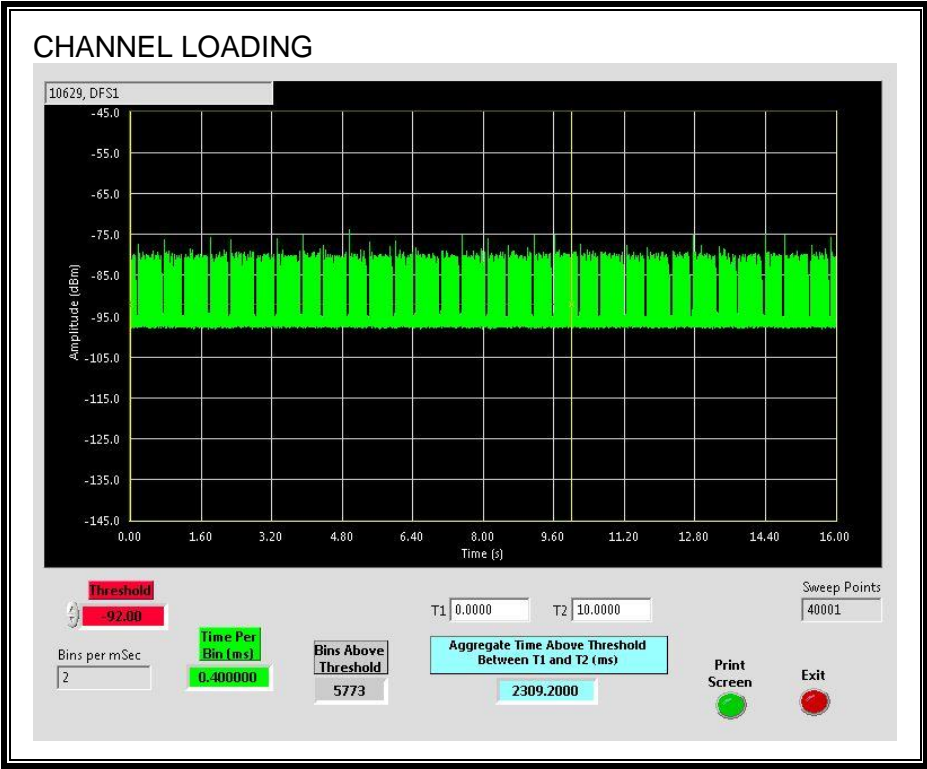 CHANNEL LOADING
10629, DFS1
-45.0
-55.0
-65.0
-75.0
-85.0
-95.0
-105.0
-115.0
-125.0
-135.0
-145.0
Amplitude (dBm)
0.00 1.60 3.20 4.80 6.40 8.00 9.60 11.20 12.80 14.40 16.00
Time (s)
Threshold
-92.00
Bins per mSec
2
Time Per
Bin (ms)
0.400000
Bins Above
Threshold
5773
T1 0.0000 T2 10.0000
Aggregate Time Above Threshold
Between T1 and T2 (ms)
2309.2000
Print
Screen
Exit
Sweep Points
40001